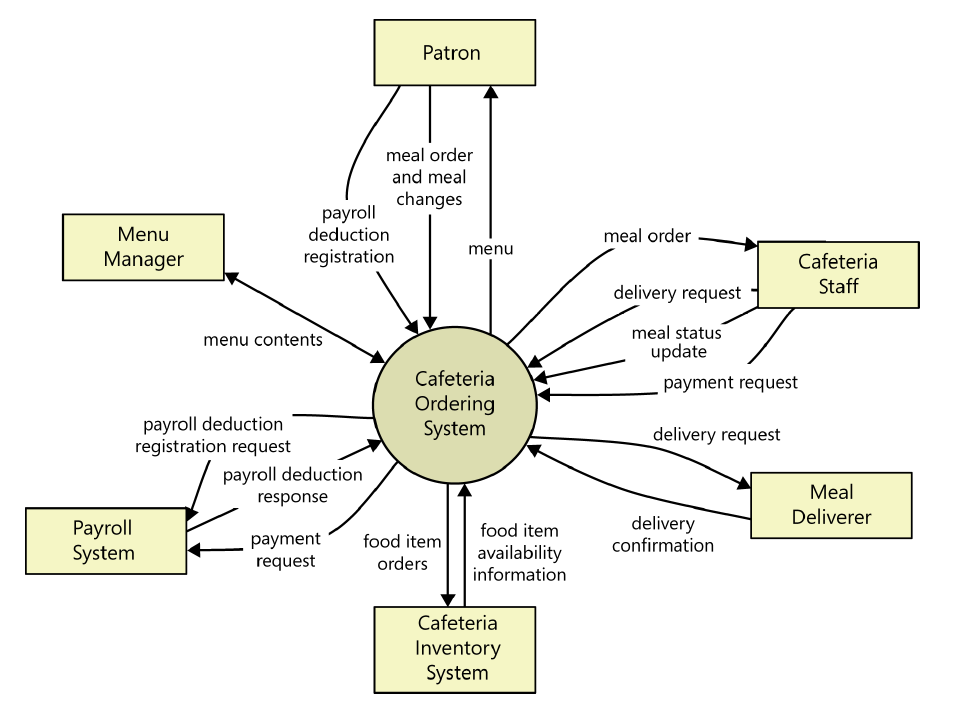 Patron
meal order
and meal
changes
payroll
deduction
registration
menu
Menu
Manager
menu contents
meal order
Cafeteria
Staff
delivery request
meal status
update
payment request
Cafeteria
Ordering
System
payroll deduction
registration request
payroll deduction
response
payment
request
Payroll
System
delivery request
Meal
Deliverer
delivery
confirmation
food item
orders
food item
availability
information
Cafeteria
Inventory
System